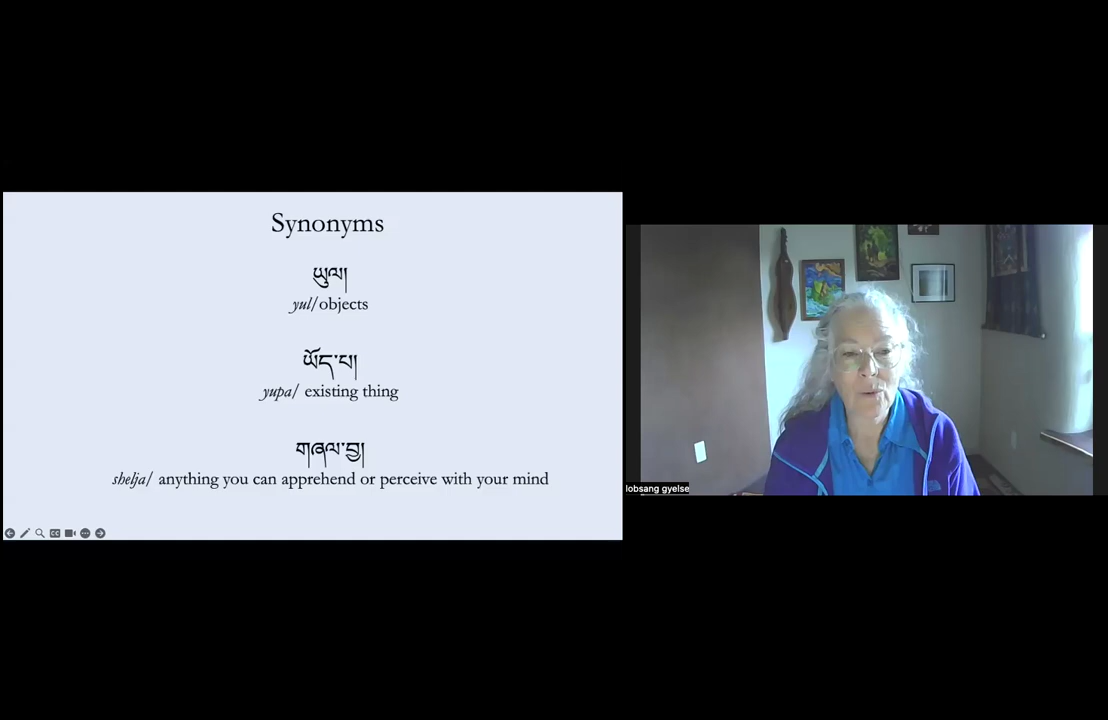 Synonyms
ཡུལ།
yul/objects
ཡོད་པ།
yupa/ existing thing
གཞལ་བྱ།
shelja/ anything you can apprehend or perceive with your mind
lobsang gyelse